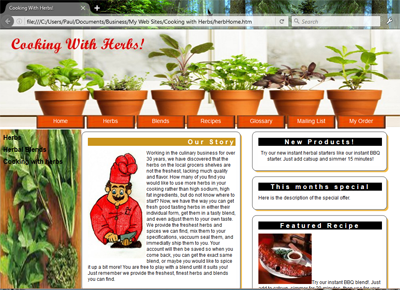 Cooking With Herbs!
file:///C:/Users/Paul/Documents/Business/My Web Sites/Cooking with Herbs/herbHome.htm
Search
Cooking With Herbs!
Home
Herbs
Blends
Recipes
Glossary
Mailing List
My Order
Herbs
Herbal Blends
Cooking with herbs
Our Story
Working in the culinary business for over
30 years, we have discovered that the
herbs on the local grocers shelves are
not the freshest, lacking much quality
and flavor. How many of you find you
would like to use more herbs in your
cooking rather than high sodium, high
fat ingredients, but do not know where to
start? Now, we have the way you can get
fresh good tasting herbs in either their
individual form, get them in a tasty blend,
and even adjust them to your own taste.
We provide the freshest herbs and
spices we can find, mix them to your
specifications, vacuum seal them, and
immediatly ship them to you. Your
account will then be saved so when you
come back, you can get the exact same
blend, or maybe you would like to spice
it up a bit more! You are free to play with a blend until it suits you!
Just remember we provide the freshest, finest herbs and blends
you can find.
New Products!
Try our new instant herbal starters like our instant BBQ
starter. Just add catsup and simmer 15 minutes!
This months special
Here is the description of the special offer.
Featured Recipe
Try our new instant BBQ blend! Just